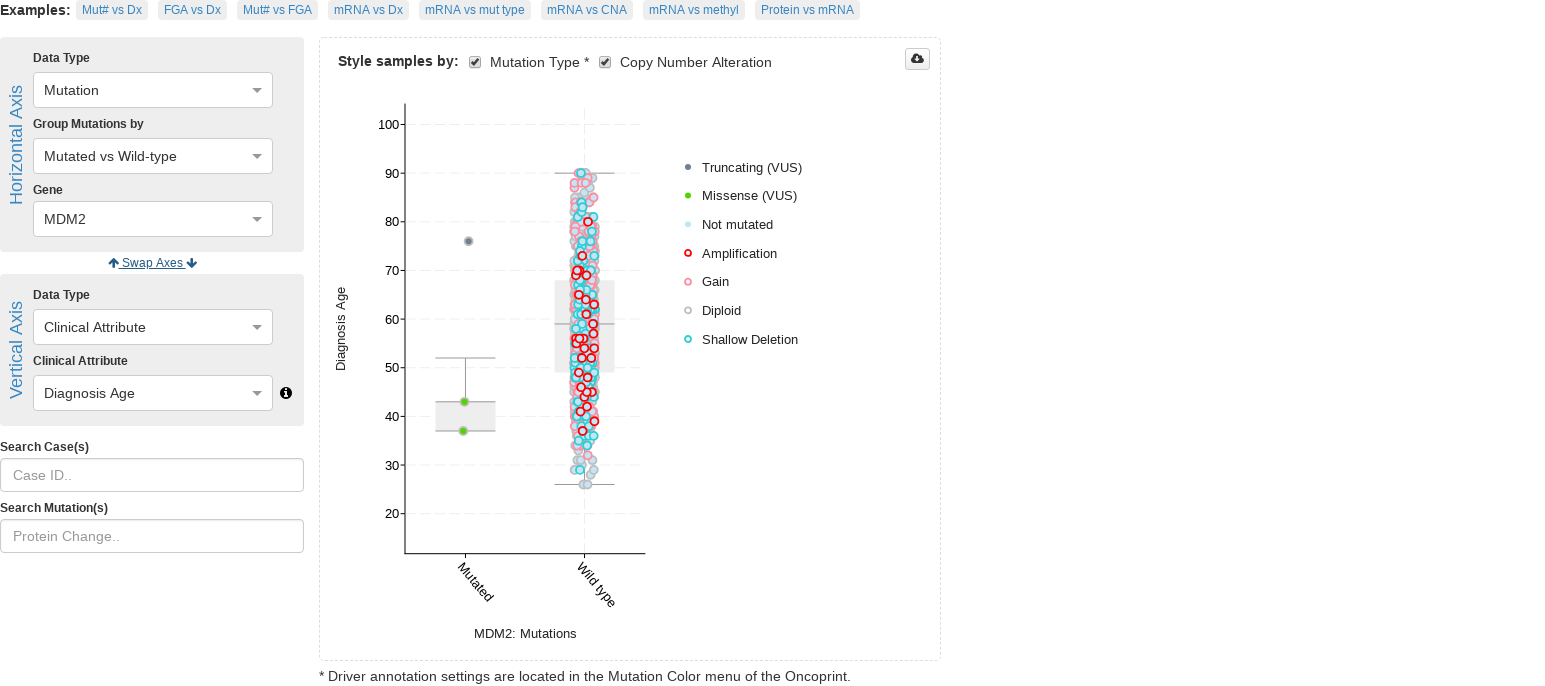 Examples: Mut# vs Dx FGA vs Dx Mut# vs FGA mRNA vs Dx mRNA vs mut type mRNA vs CNA mRNA vs methyl Protein vs mRNA
Horizontal Axis
Data Type
Mutation
Group Mutations by
Mutated vs Wild-type
Gene
MDM2
Swap Axes
Vertical Axis
Data Type
Clinical Attribute
Clinical Attribute
Diagnosis Age
Search Case(s)
Case ID..
Search Mutation(s)
Protein Change..
Style samples by: Mutation Type * Copy Number Alteration
Diagnosis Age
100
90
80
70
60
50
40
30
20
Mutated
Wild type
MDM2: Mutations
Truncating (VUS)
Missense (VUS)
Not mutated
Amplification
Gain
Diploid
Shallow Deletion
* Driver annotation settings are located in the Mutation Color menu of the Oncoprint.